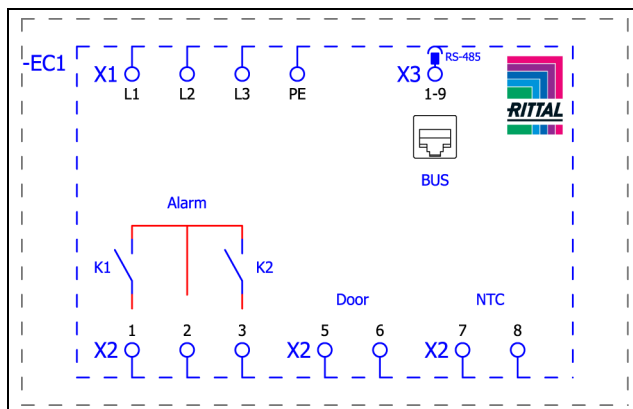 -EC1
X1
L1
L2
L3
PE
X3
RS-485
1-9
RITTAL
BUS
Alarm
K1
K2
Door
NTC
X2
1
2
3
X2
5
6
X2
7
8